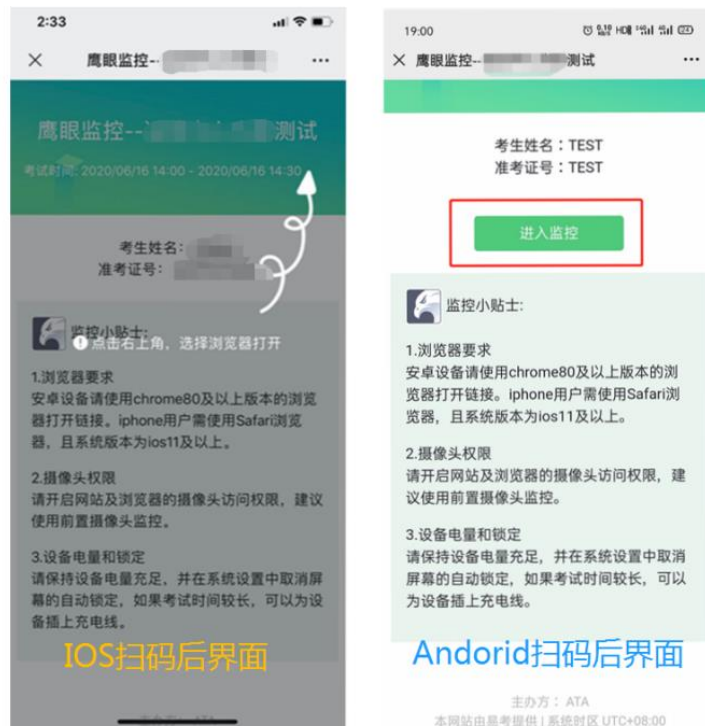 2:33
鹰眼监控--
鹰眼监控--
测试
考试时间: 2020/06/16 14:00 - 2020/06/16 14:30
考生姓名:
准考证号:
监控小贴士:
点击右上角，选择浏览器打开
1.浏览器要求
安卓设备请使用chrome80及以上版本的浏览
器打开链接。iphone用户需使用Safari浏览
器，且系统版本为ios11及以上。
2.摄像头权限
请开启网站及浏览器的摄像头访问权限，建议
使用前置摄像头监控。
3.设备电量和锁定
请保持设备电量充足，并在系统设置中取消屏
幕的自动锁定，如果考试时间较长，可以为设
备插上充电线。
IOS扫码后界面
19:00
鹰眼监控--
测试
考生姓名：TEST
准考证号：TEST
进入监控
监控小贴士:
1.浏览器要求
安卓设备请使用chrome80及以上版本的浏
览器打开链接。iphone用户需使用Safari浏
览器，且系统版本为ios11及以上。
2.摄像头权限
请开启网站及浏览器的摄像头访问权限，建
议使用前置摄像头监控。
3.设备电量和锁定
请保持设备电量充足，并在系统设置中取消
屏幕的自动锁定，如果考试时间较长，可以
为设备插上充电线。
Andorid扫码后界面
主办方： ATA
本网站由易考提供 | 系统时区 UTC+08:00